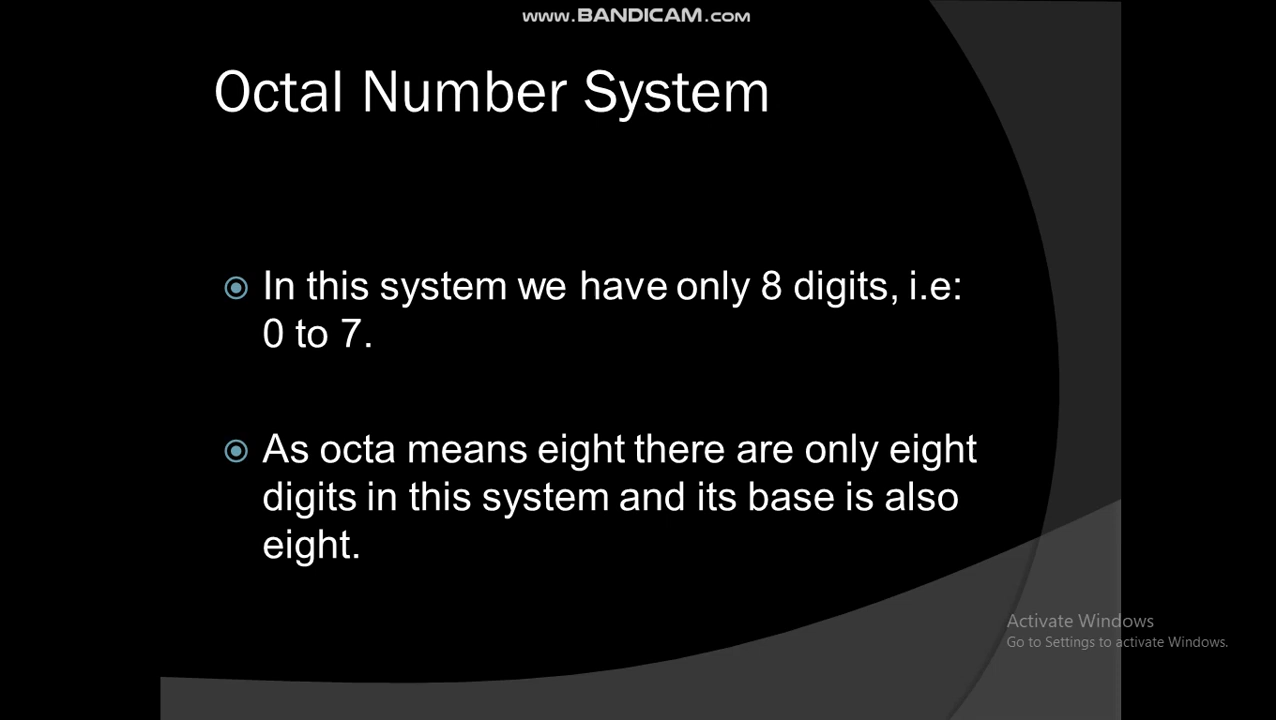 www.BANDICAM.com
Octal Number System
In this system we have only 8 digits, i.e:
0 to 7.
As octa means eight there are only eight
digits in this system and its base is also
eight.
Activate Windows
Go to Settings to activate Windows.